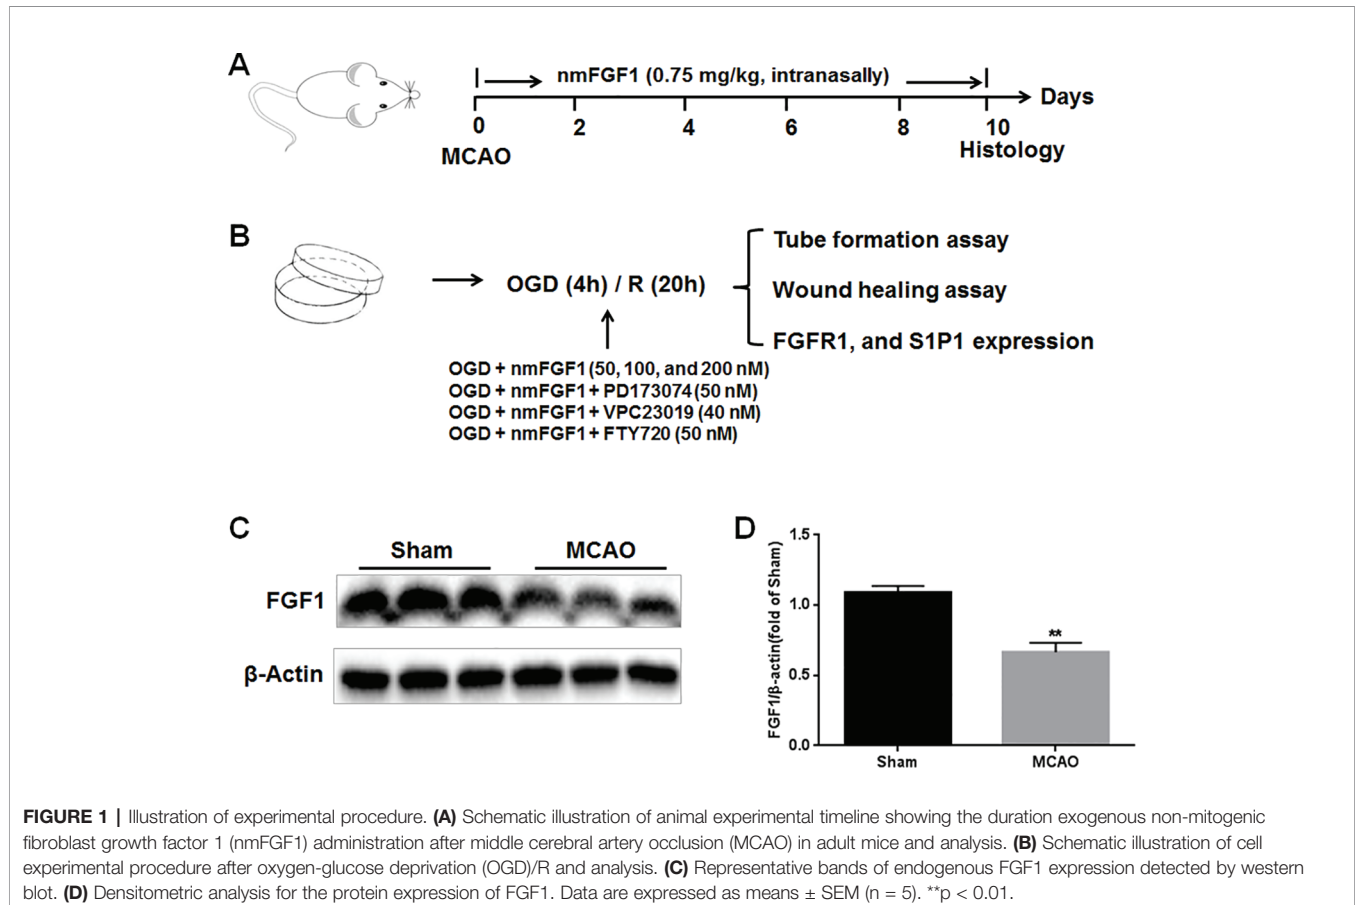 A
nmFGF1 (0.75 mg/kg, intranasally)
Days
0 2 4 6 8 10
MCAO Histology
B
OGD (4h) / R (20h)
Tube formation assay
Wound healing assay
FGFR1, and S1P1 expression
OGD + nmFGF1 (50, 100, and 200 nM)
OGD + nmFGF1 + PD173074 (50 nM)
OGD + nmFGF1 + VPC23019 (40 nM)
OGD + nmFGF1 + FTY720 (50 nM)
C
Sham MCAO
FGF1
β-Actin
D
FGF1/β-actin(fold of Sham)
1.5
1.0
0.5
0.0
**
Sham MCAO
FIGURE 1 | Illustration of experimental procedure. (A) Schematic illustration of animal experimental timeline showing the duration exogenous non-mitogenic
fibroblast growth factor 1 (nmFGF1) administration after middle cerebral artery occlusion (MCAO) in adult mice and analysis. (B) Schematic illustration of cell
experimental procedure after oxygen-glucose deprivation (OGD)/R and analysis. (C) Representative bands of endogenous FGF1 expression detected by western
blot. (D) Densitometric analysis for the protein expression of FGF1. Data are expressed as means ± SEM (n = 5). **p < 0.01.